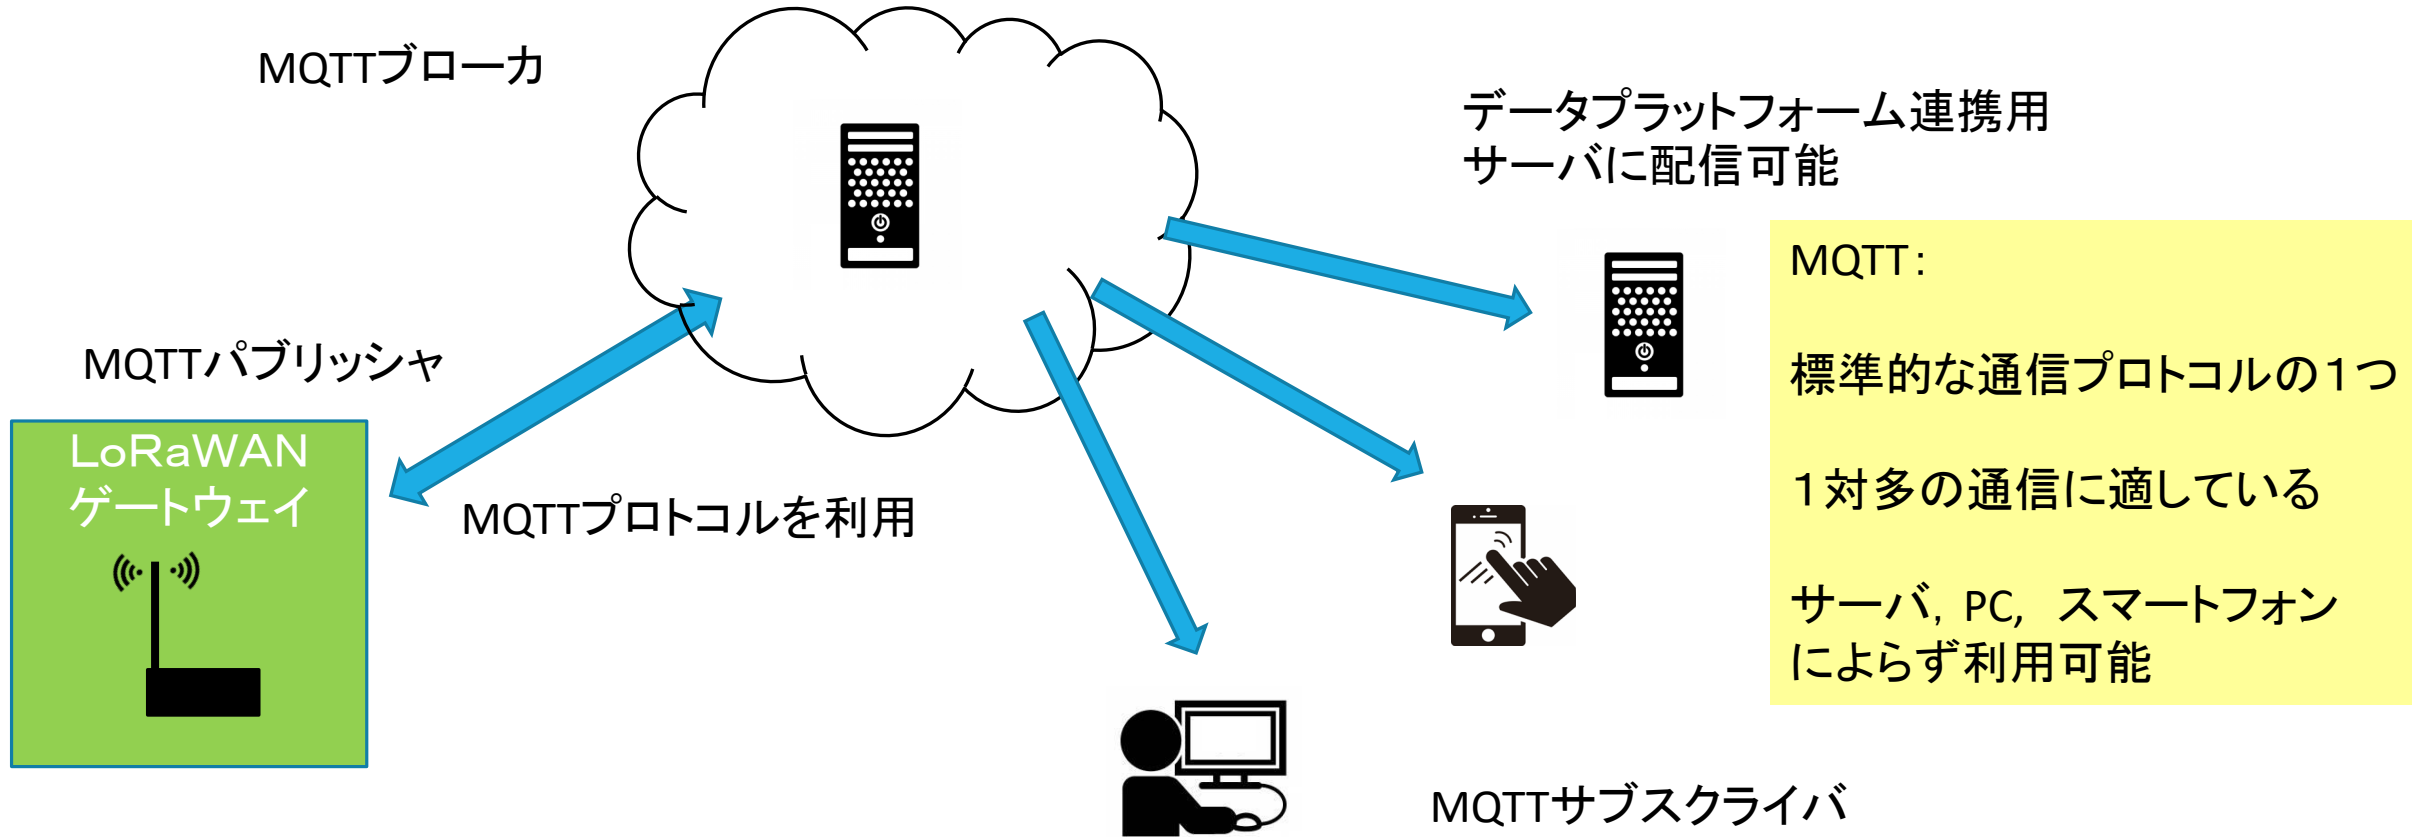 MQTTブローカ
データプラットフォーム連携用
サーバに配信可能
MQTTパブリッシャ
LoRaWAN
ゲートウェイ
MQTTプロトコルを利用
MQTT：
標準的な通信プロトコルの１つ
１対多の通信に適している
サーバ，PC, スマートフォン
によらず利用可能
MQTTサブスクライバ